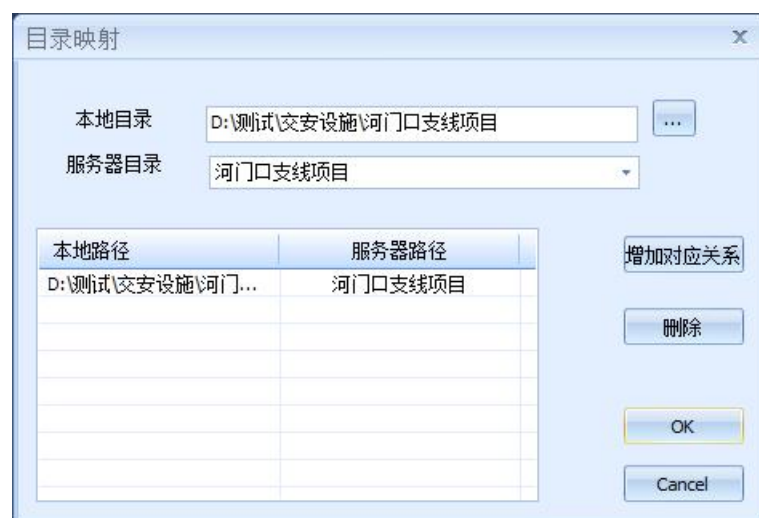 目录映射
本地目录 D:\测试\交安设施\河门口支线项目 ...
服务器目录 河门口支线项目
本地路径 服务器路径 增加对应关系
D:\测试\交安设施\河门... 河门口支线项目
删除
OK
Cancel